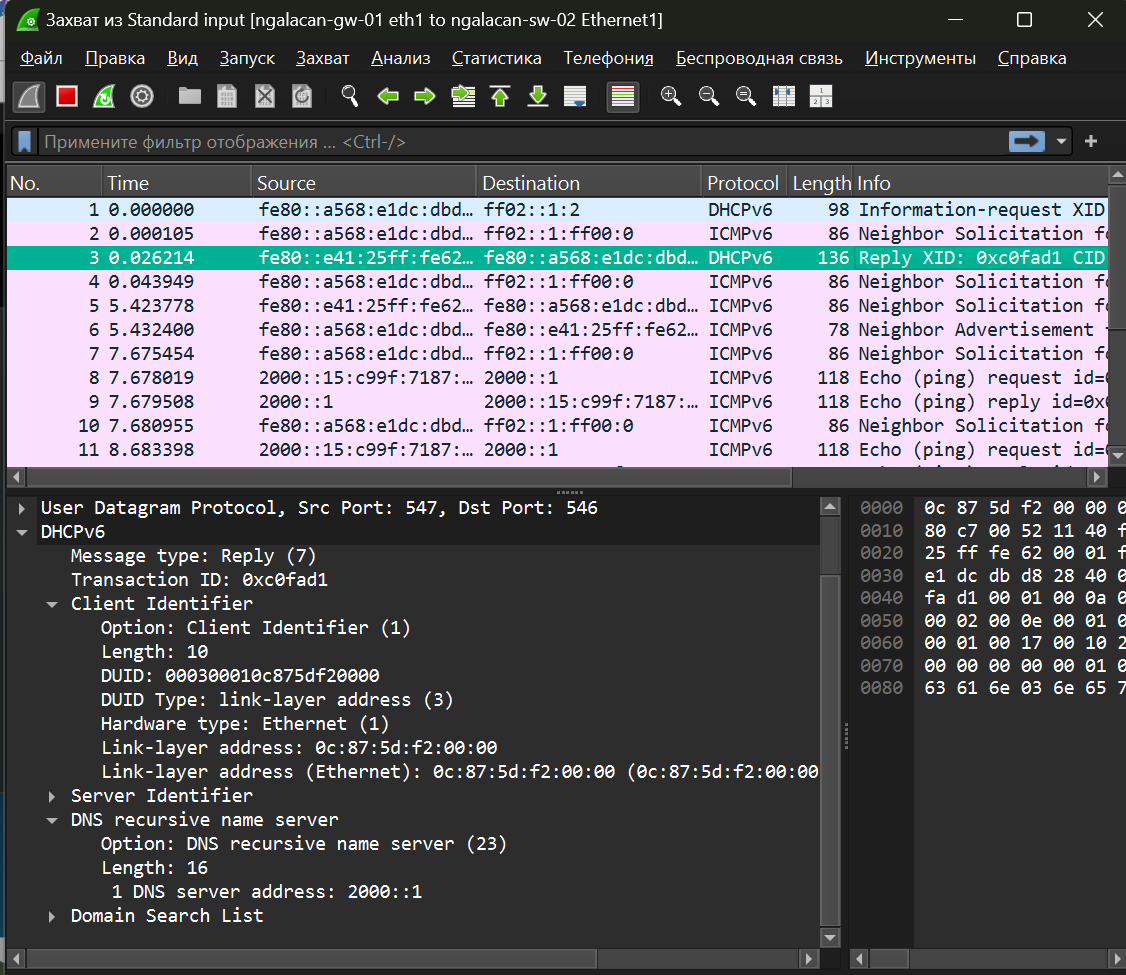 Захват из Standard input [ngalacan-gw-01 eth1 to ngalacan-sw-02 Ethernet1]
Файл Правка Вид Запуск Захват Анализ Статистика Телефония Беспроводная связь Инструменты Справка
Примените фильтр отображения ... <Ctrl-/>
No. Time Source Destination Protocol Length Info
1 0.000000 fe80::a568:e1dc:dbd… ff02::1:2 DHCPv6 98 Information-request XID
2 0.000105 fe80::a568:e1dc:dbd… ff02::1:ff00:0 ICMPv6 86 Neighbor Solicitation fo
3 0.026214 fe80::e41:25ff:fe62… fe80::a568:e1dc:dbd… DHCPv6 136 Reply XID: 0xc0fad1 CID
4 0.043949 fe80::a568:e1dc:dbd… ff02::1:ff00:0 ICMPv6 86 Neighbor Solicitation fo
5 5.423778 fe80::e41:25ff:fe62… fe80::a568:e1dc:dbd… ICMPv6 86 Neighbor Solicitation fo
6 5.432400 fe80::a568:e1dc:dbd… fe80::e41:25ff:fe62… ICMPv6 78 Neighbor Advertisement
7 7.675454 fe80::a568:e1dc:dbd… ff02::1:ff00:0 ICMPv6 86 Neighbor Solicitation fo
8 7.678019 2000::15:c99f:7187:… 2000::1 ICMPv6 118 Echo (ping) request id=0
9 7.679508 2000::1 2000::15:c99f:7187:… ICMPv6 118 Echo (ping) reply id=0x0
10 7.680955 fe80::a568:e1dc:dbd… ff02::1:ff00:0 ICMPv6 86 Neighbor Solicitation fo
11 8.683398 2000::15:c99f:7187:… 2000::1 ICMPv6 118 Echo (ping) request id=0
User Datagram Protocol, Src Port: 547, Dst Port: 546
DHCPv6
Message type: Reply (7)
Transaction ID: 0xc0fad1
Client Identifier
Option: Client Identifier (1)
Length: 10
DUID: 000300010c875df20000
DUID Type: link-layer address (3)
Hardware type: Ethernet (1)
Link-layer address: 0c:87:5d:f2:00:00
Link-layer address (Ethernet): 0c:87:5d:f2:00:00 (0c:87:5d:f2:00:00
Server Identifier
DNS recursive name server
Option: DNS recursive name server (23)
Length: 16
1 DNS server address: 2000::1
Domain Search List
0000 0c 87 5d f2 00 00 0
0010 80 c7 00 52 11 40 f
0020 25 ff fe 62 00 01 f
0030 e1 dc db d8 28 40 0
0040 fa d1 00 01 00 0a 0
0050 00 02 00 0e 00 01 0
0060 00 01 00 17 00 10 2
0070 00 00 00 00 00 01 0
0080 63 61 6e 03 6e 65 7